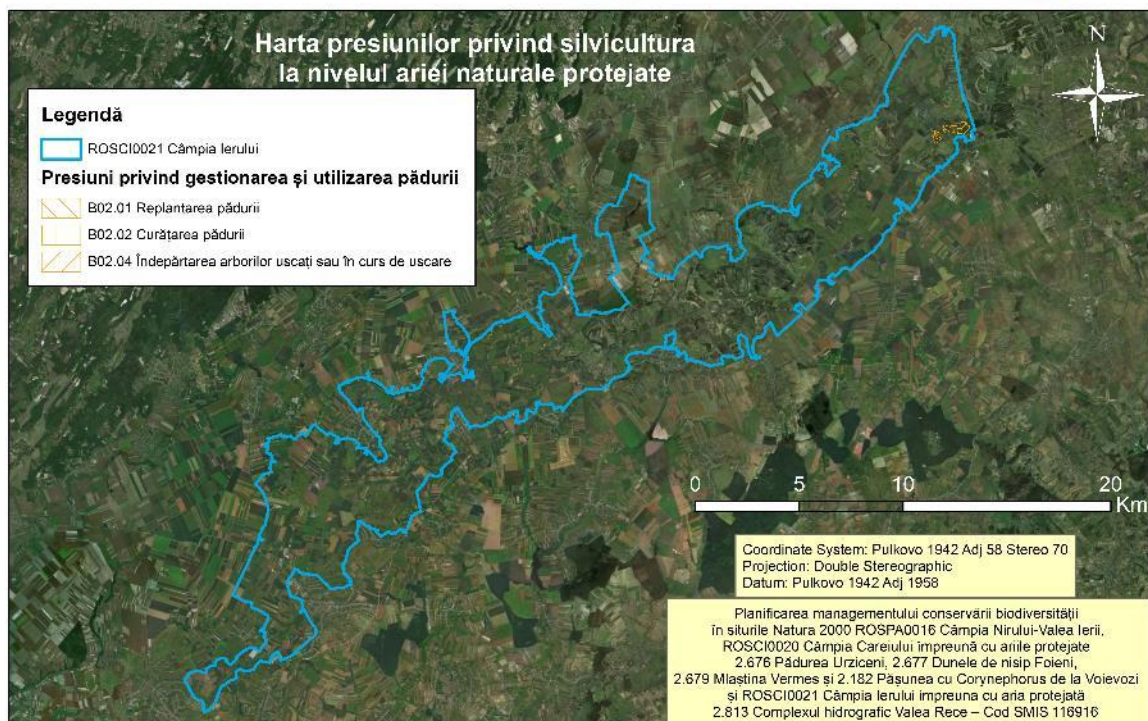 Harta presiunilor privind silvicultura
la nivelul ariei naturale protejate
N
Legendă
ROSCI0021 Câmpia Ierului
Presiuni privind gestionarea și utilizarea pădurii
B02.01 Replantarea pădurii
B02.02 Curățarea pădurii
B02.04 Îndepărtarea arborilor uscați sau în curs de uscare
0 5 10 20
Km
Coordinate System: Pulkovo 1942 Adj 58 Stereo 70
Projection: Double Stereographic
Datum: Pulkovo 1942 Adj 1958
Planificarea managementului conservării biodiversității
în siturile Natura 2000 ROSPA0016 Câmpia Nirului-Valea Ierii,
ROSCI0020 Câmpia Careiului împreună cu ariile protejate
2.676 Pădurea Urziceni, 2.677 Dunele de nisip Foieni,
2.679 Mlaștina Vermes și 2.182 Pășunea cu Corynephorus de la Voievozi
și ROSCI0021 Câmpia Ierului împreuna cu aria protejată
2.813 Complexul hidrografic Valea Rece – Cod SMIS 116916